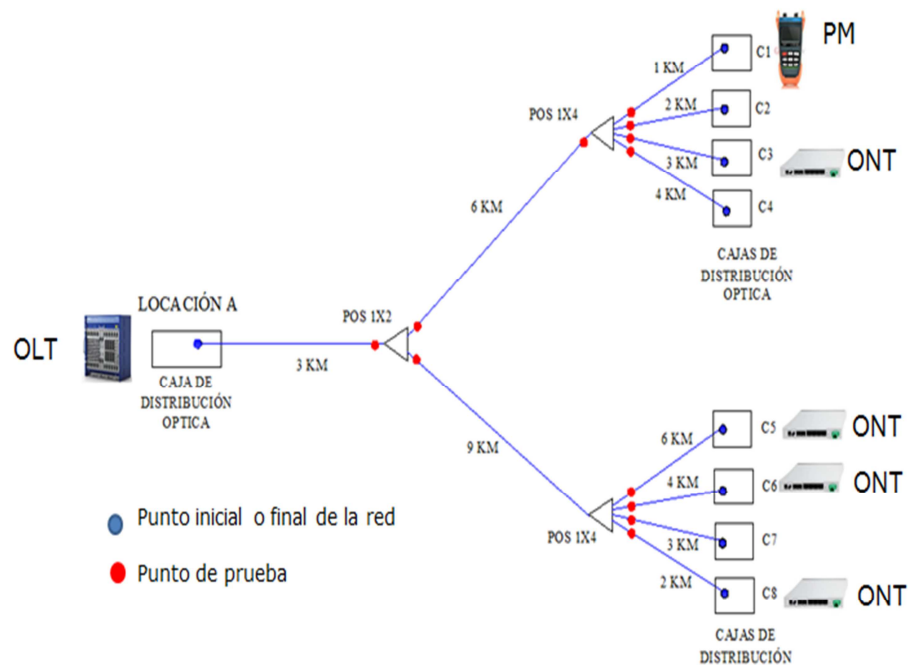 PM
C1
1 KM
2 KM
C2
POS 1X4
3 KM
C3
ONT
4 KM
C4
6 KM
CAJAS DE
DISTRIBUCIÓN
OPTICA
LOCACIÓN A
POS 1X2
OLT
3 KM
CAJA DE
DISTRIBUCIÓN
OPTICA
9 KM
6 KM
C5
ONT
4 KM
C6
ONT
POS 1X4
3 KM
C7
2 KM
C8
ONT
CAJAS DE
DISTRIBUCIÓN
Punto inicial o final de la red
Punto de prueba